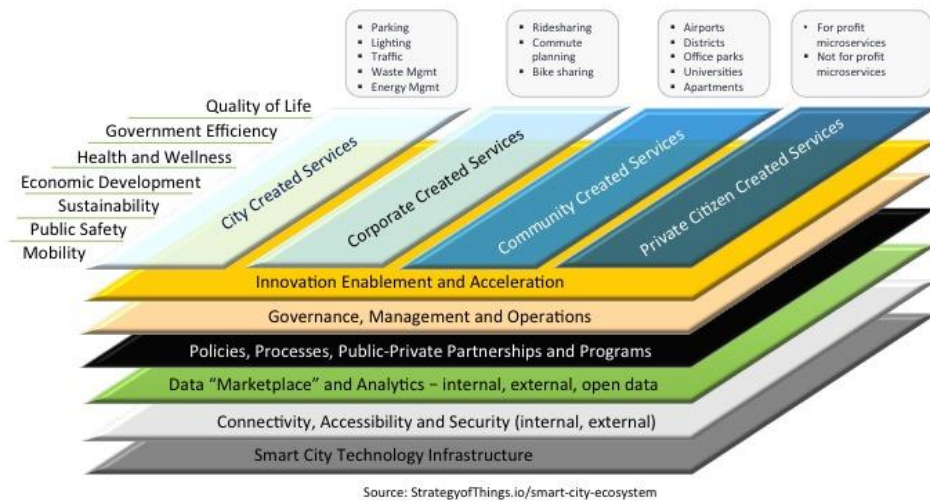 ▪ Parking
▪ Lighting
▪ Traffic
▪ Waste Mgmt
▪ Energy Mgmt
▪ Ridesharing
▪ Commute
planning
▪ Bike sharing
▪ Airports
▪ Districts
▪ Office parks
▪ Universities
▪ Apartments
• For profit
microservices
• Not for profit
microservices
Quality of Life
Government Efficiency
Health and Wellness
Economic Development
Sustainability
Public Safety
Mobility
City Created Services
Corporate Created Services
Community Created Services
Private Citizen Created Services
Innovation Enablement and Acceleration
Governance, Management and Operations
Policies, Processes, Public-Private Partnerships and Programs
Data “Marketplace” and Analytics – internal, external, open data
Connectivity, Accessibility and Security (internal, external)
Smart City Technology Infrastructure
Source: StrategyofThings.io/smart-city-ecosystem